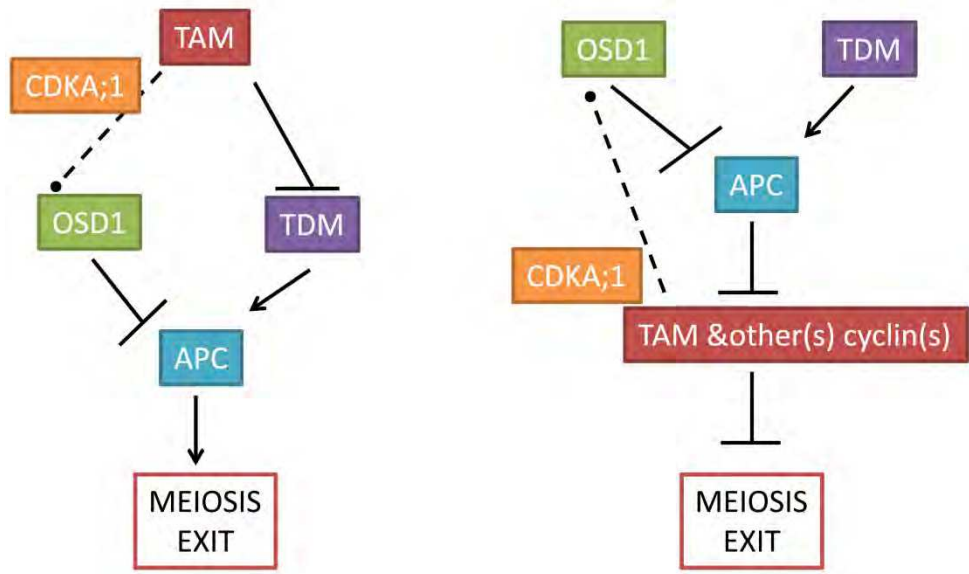 TAM
CDKA;1
OSD1
TDM
APC
MEIOSIS
EXIT
OSD1
TDM
APC
CDKA;1
TAM &other(s) cyclin(s)
MEIOSIS
EXIT